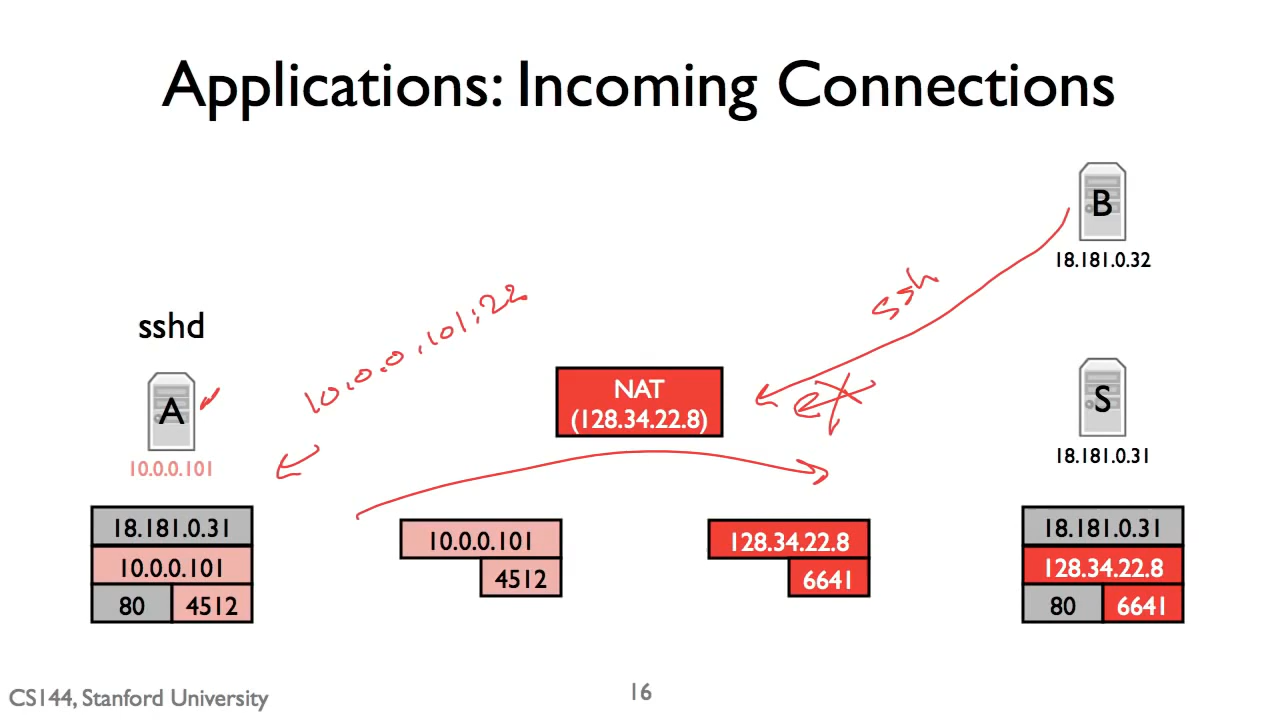 Applications: Incoming Connections
B
18.181.0.32
ssh
10.0.0.101:22
sshd
A
10.0.0.101
NAT
(128.34.22.8)
S
18.181.0.31
18.181.0.31
10.0.0.101
80 4512
10.0.0.101
4512
128.34.22.8
6641
18.181.0.31
128.34.22.8
80 6641
CS144, Stanford University
16